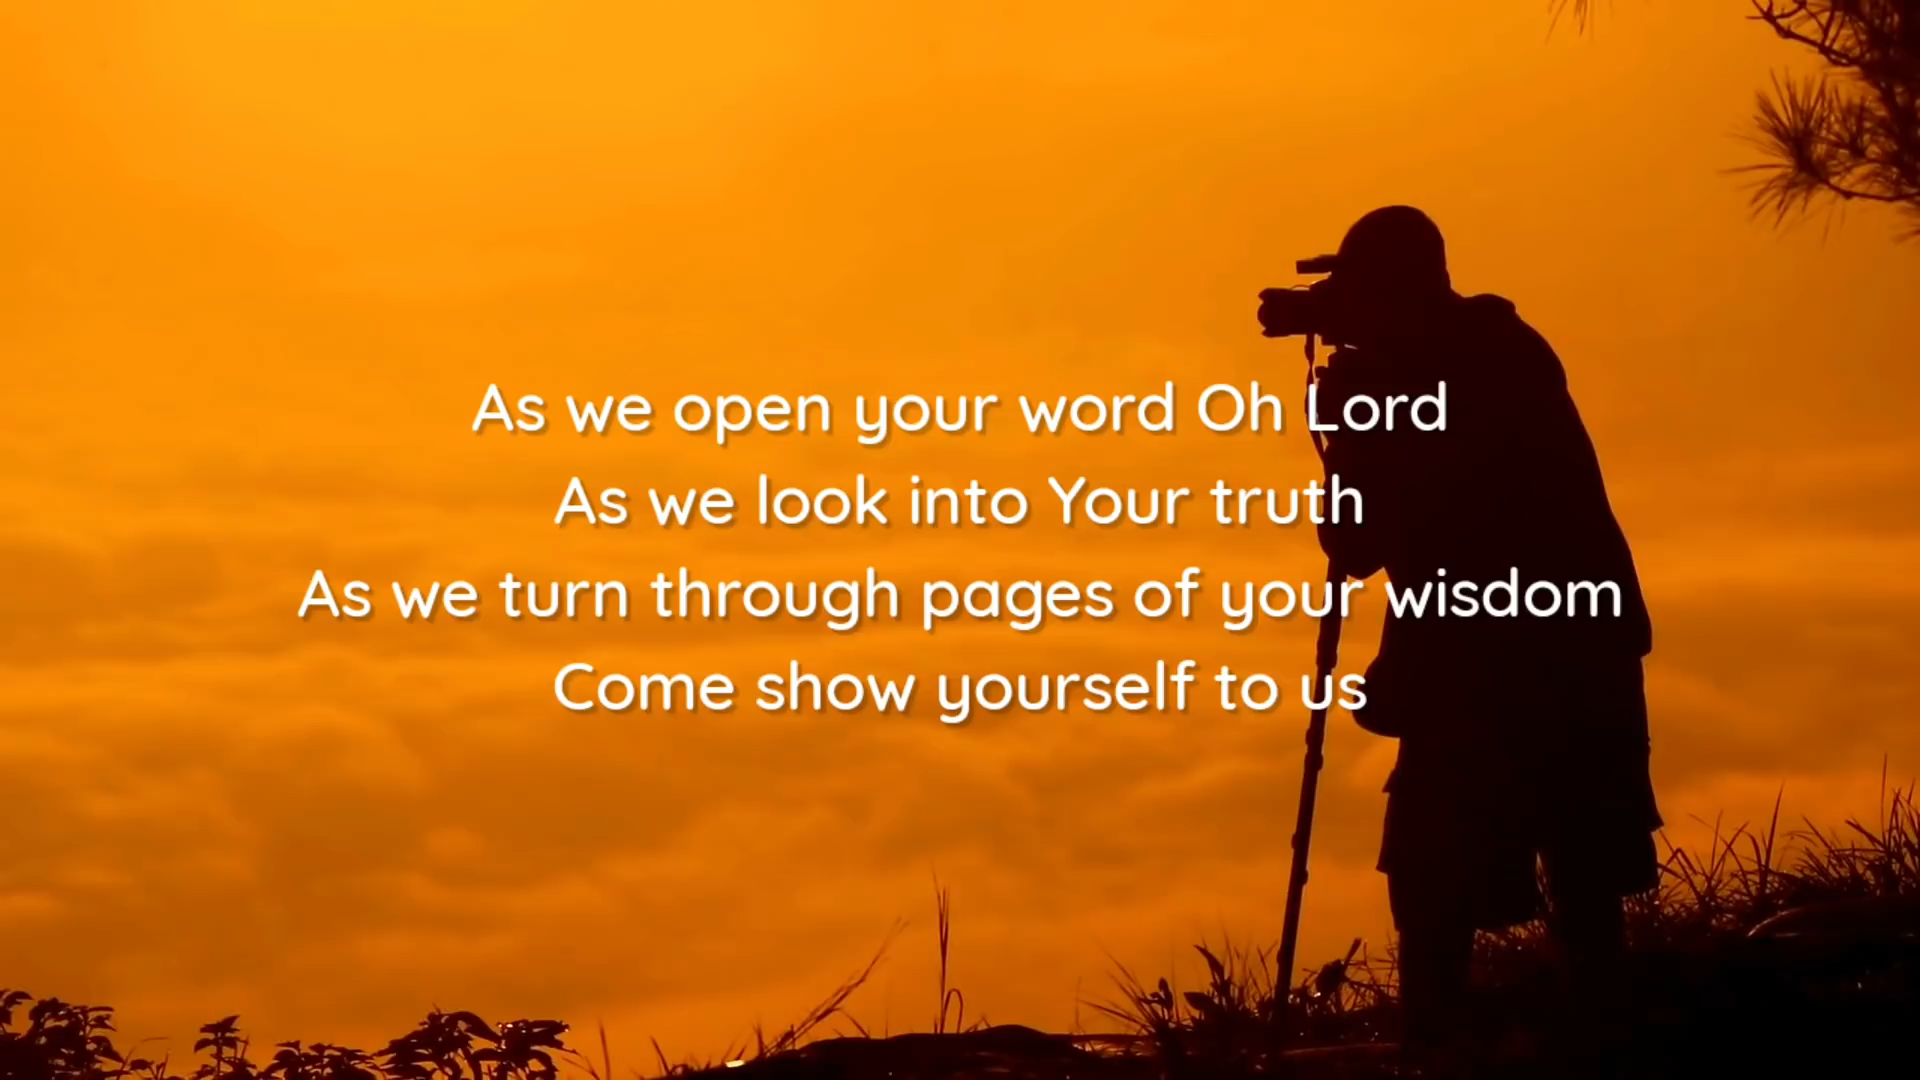 As we open your word Oh Lord
As we look into Your truth
As we turn through pages of your wisdom
Come show yourself to us